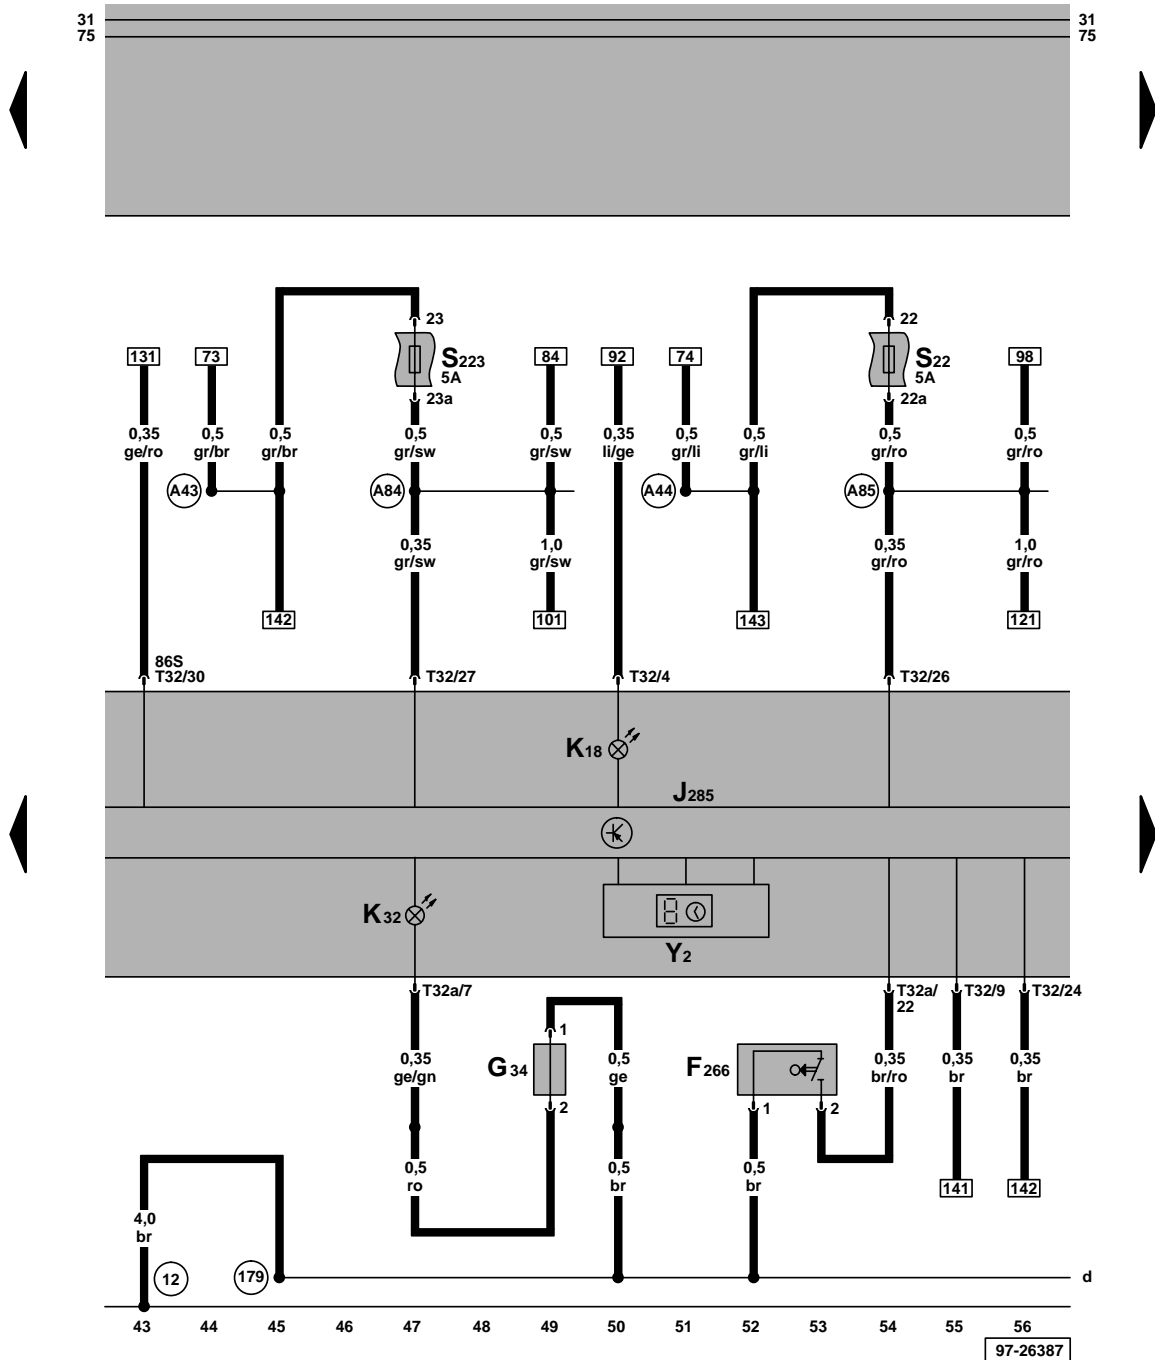 31 31
75 75
23 22
131 73 S223 84 92 74 S22 98
5A 5A
23a 22a
0,35 0,5 0,5 0,5 0,5 0,35 0,5 0,5 0,5 0,5
ge/ro gr/br gr/br gr/sw gr/sw li/ge gr/li gr/li gr/ro gr/ro
A43 A84 A44 A85
0,35 1,0 0,35 1,0
gr/sw gr/sw gr/ro gr/ro
142 101 143 121
86S
T32/30 T32/27 T32/4 T32/26
K18
J285
K32
Y2
T32a/7 T32a/ T32/9 T32/24
22
1
G34 F266
0,35 0,5 0,35 0,35 0,35
ge/gn ge br/ro br br
2 1 2
0,5 0,5 0,5
ro br br
141 142
4,0
br
12 179 d
43 44 45 46 47 48 49 50 51 52 53 54 55 56
97-26387